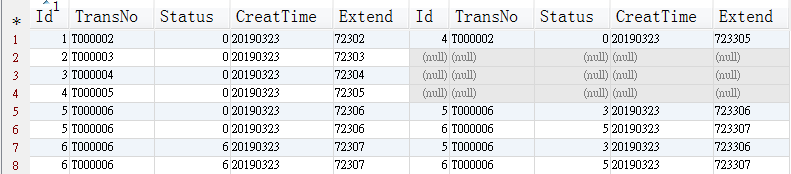 * Id 1 TransNo Status CreatTime Extend Id TransNo Status CreatTime Extend
1 1 T000002 0 20190323 72302 4 T000002 0 20190323 723305
2 2 T000003 0 20190323 72303 (null) (null) (null) (null) (null)
3 3 T000004 0 20190323 72304 (null) (null) (null) (null) (null)
4 4 T000005 0 20190323 72305 (null) (null) (null) (null) (null)
5 5 T000006 0 20190323 72306 5 T000006 3 20190323 723306
6 5 T000006 0 20190323 72306 6 T000006 5 20190323 723307
7 6 T000006 6 20190323 72307 5 T000006 3 20190323 723306
8 6 T000006 6 20190323 72307 6 T000006 5 20190323 723307